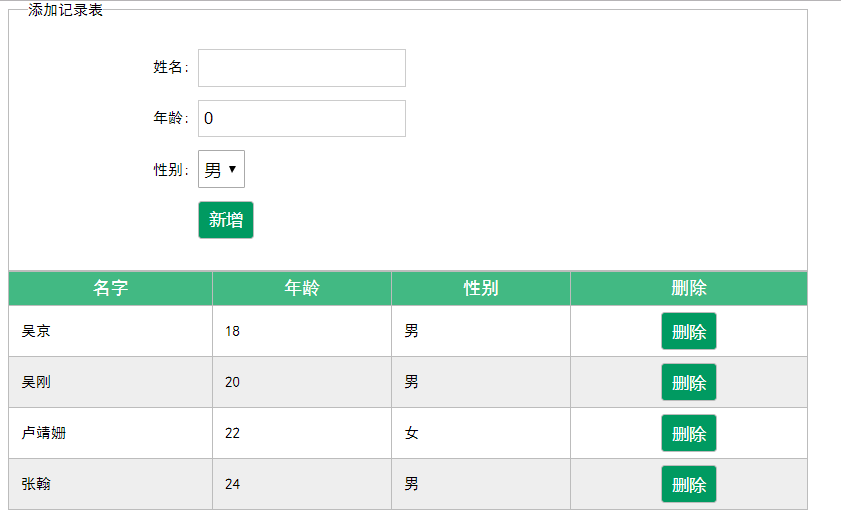 添加记录表
姓名：
年龄： 0
性别： 男
新增
名字 年龄 性别 删除
吴京 18 男 删除
吴刚 20 男 删除
卢靖姗 22 女 删除
张翰 24 男 删除